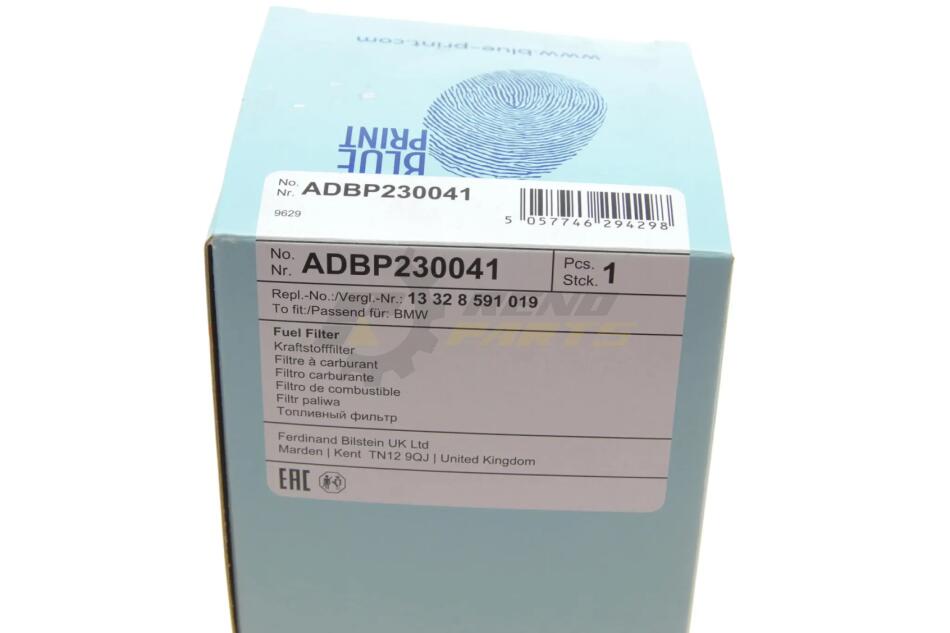 www.blue-print.com
BLUE
PRINT
No.
Nr. ADBP230041
9629
5 057746 294298
No.
Nr. ADBP230041
Pcs.
Stck. 1
Repl.-No.:/Vergl.-Nr.: 13 32 8 591 019
To fit:/Passend für: BMW
RENO
PARTS
Fuel Filter
Kraftstofffilter
Filtre à carburant
Filtro carburante
Filtro de combustible
Filtr paliwa
Топливный фильтр
Ferdinand Bilstein UK Ltd
Marden | Kent TN12 9QJ | United Kingdom
EAC